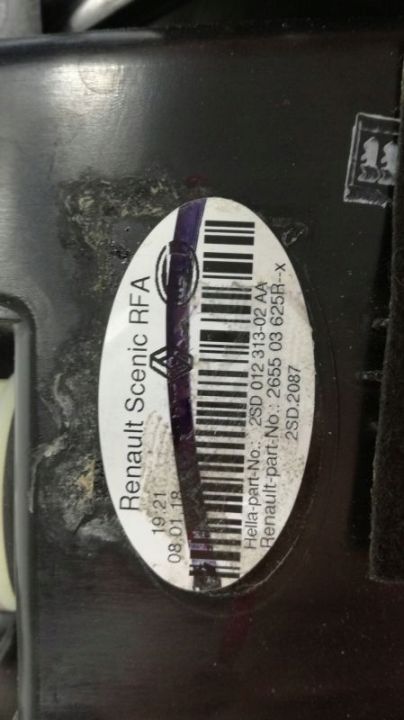 Renault Scenic RFA
19:21
08.01.18
Hella-part-No.: 2SD 012 313-02 AA
Renault-part-No.: 2655 03 625R--x
2SD.2087